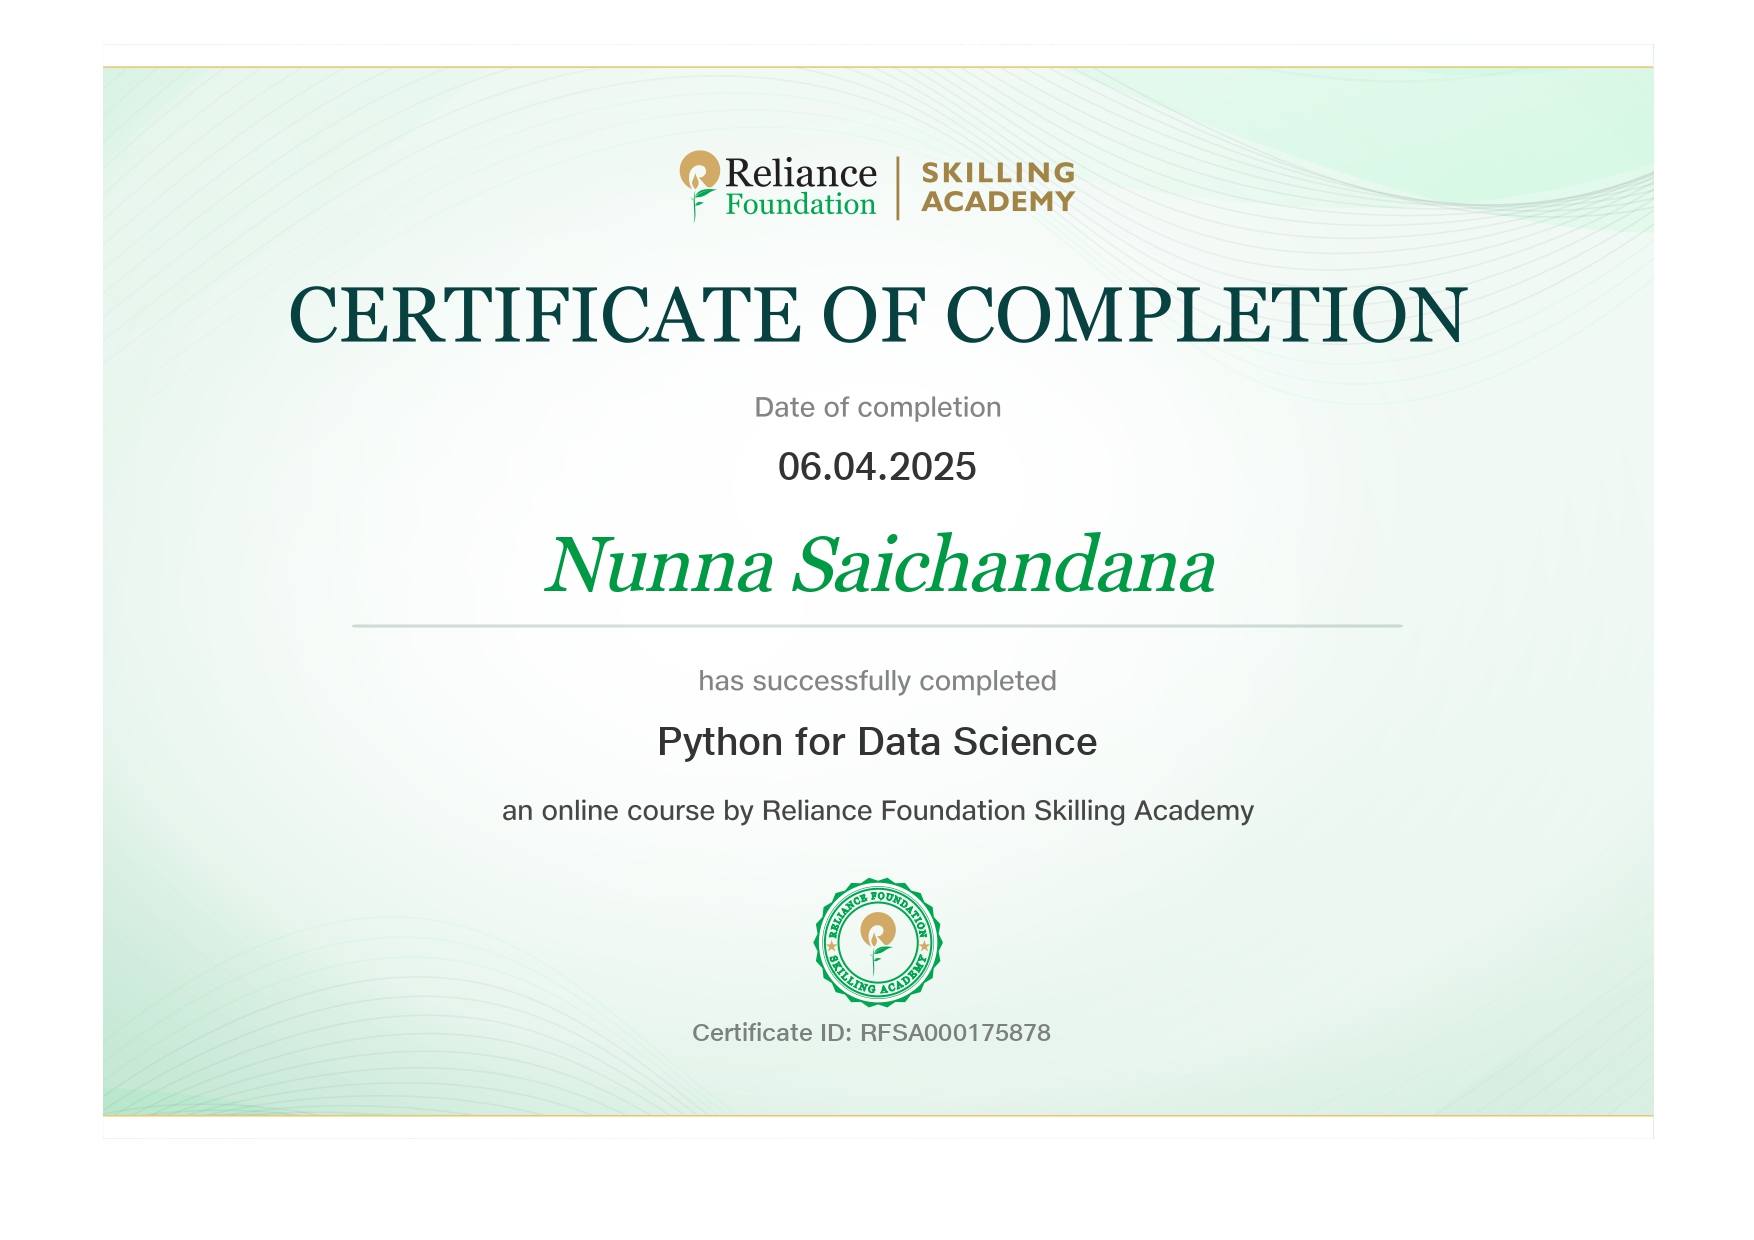 Reliance
Foundation
SKILLING
ACADEMY
CERTIFICATE OF COMPLETION
Date of completion
06.04.2025
Nunna Saichandana
has successfully completed
Python for Data Science
an online course by Reliance Foundation Skilling Academy
RELIANCE FOUNDATION
SKILLING ACADEMY
Certificate ID: RFSA000175878